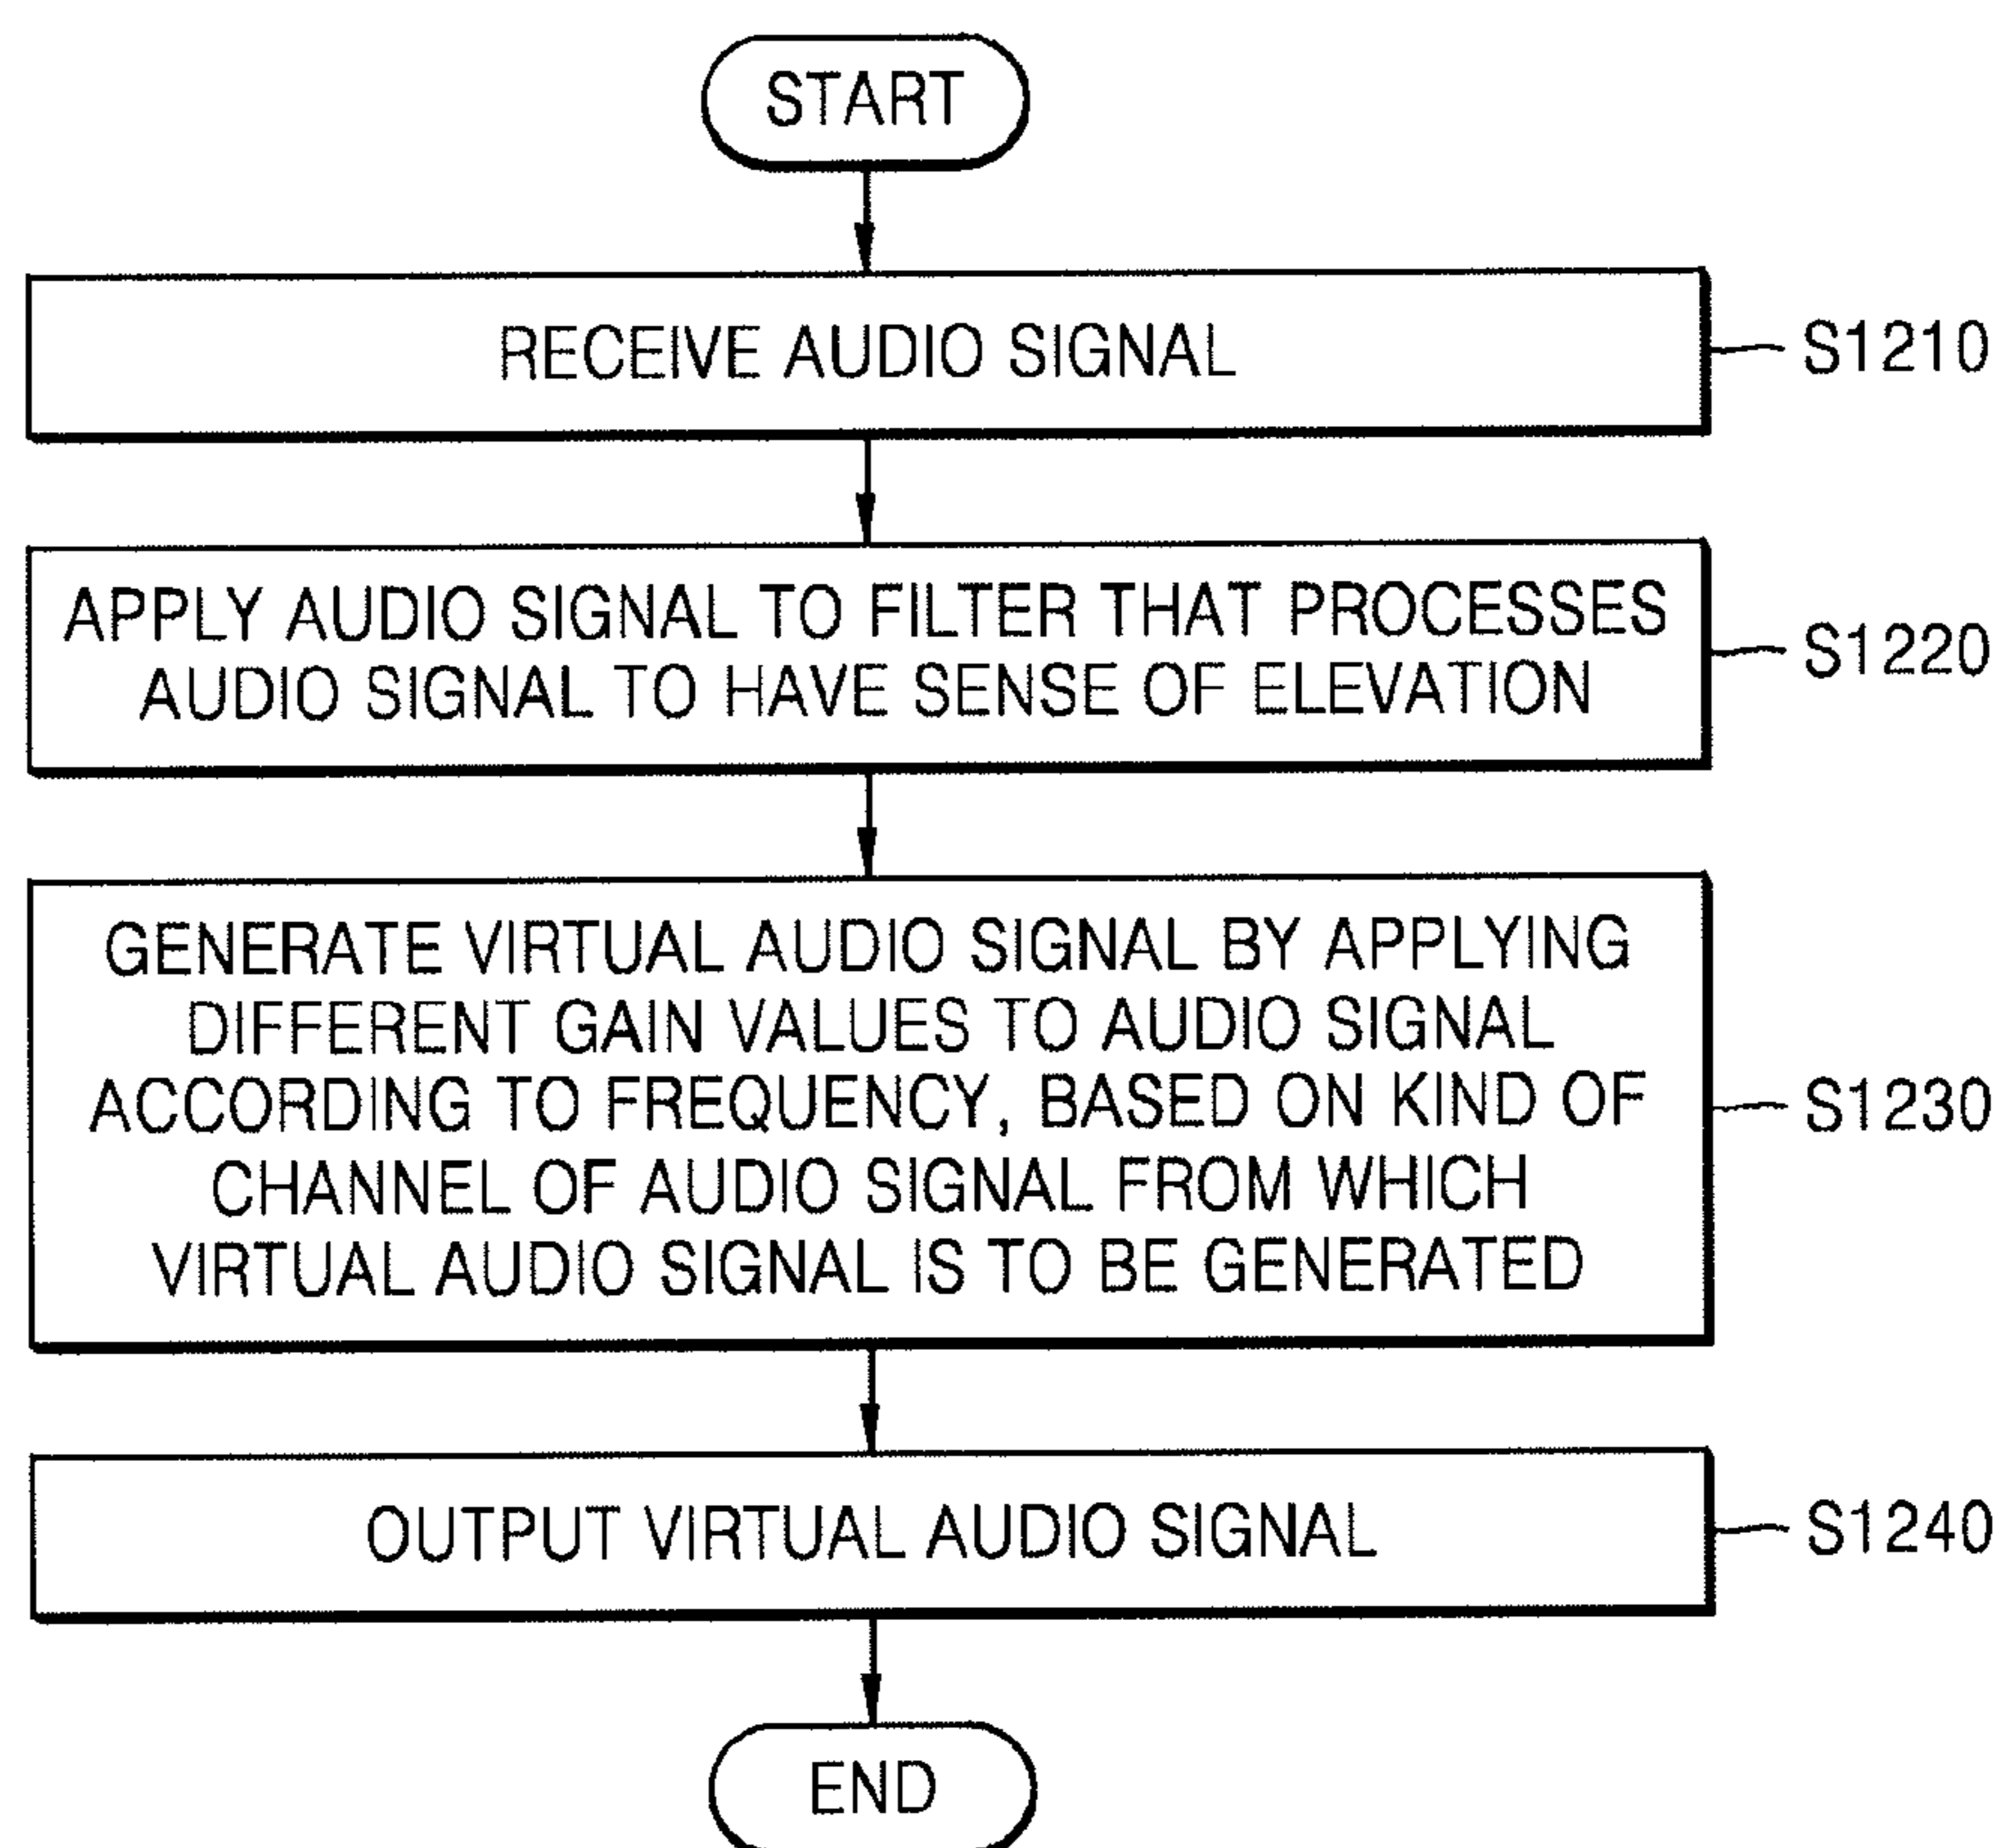 START
RECEIVE AUDIO SIGNAL
S1210
APPLY AUDIO SIGNAL TO FILTER THAT PROCESSES
AUDIO SIGNAL TO HAVE SENSE OF ELEVATION
S1220
GENERATE VIRTUAL AUDIO SIGNAL BY APPLYING
DIFFERENT GAIN VALUES TO AUDIO SIGNAL
ACCORDING TO FREQUENCY, BASED ON KIND OF
CHANNEL OF AUDIO SIGNAL FROM WHICH
VIRTUAL AUDIO SIGNAL IS TO BE GENERATED
S1230
OUTPUT VIRTUAL AUDIO SIGNAL
S1240
END